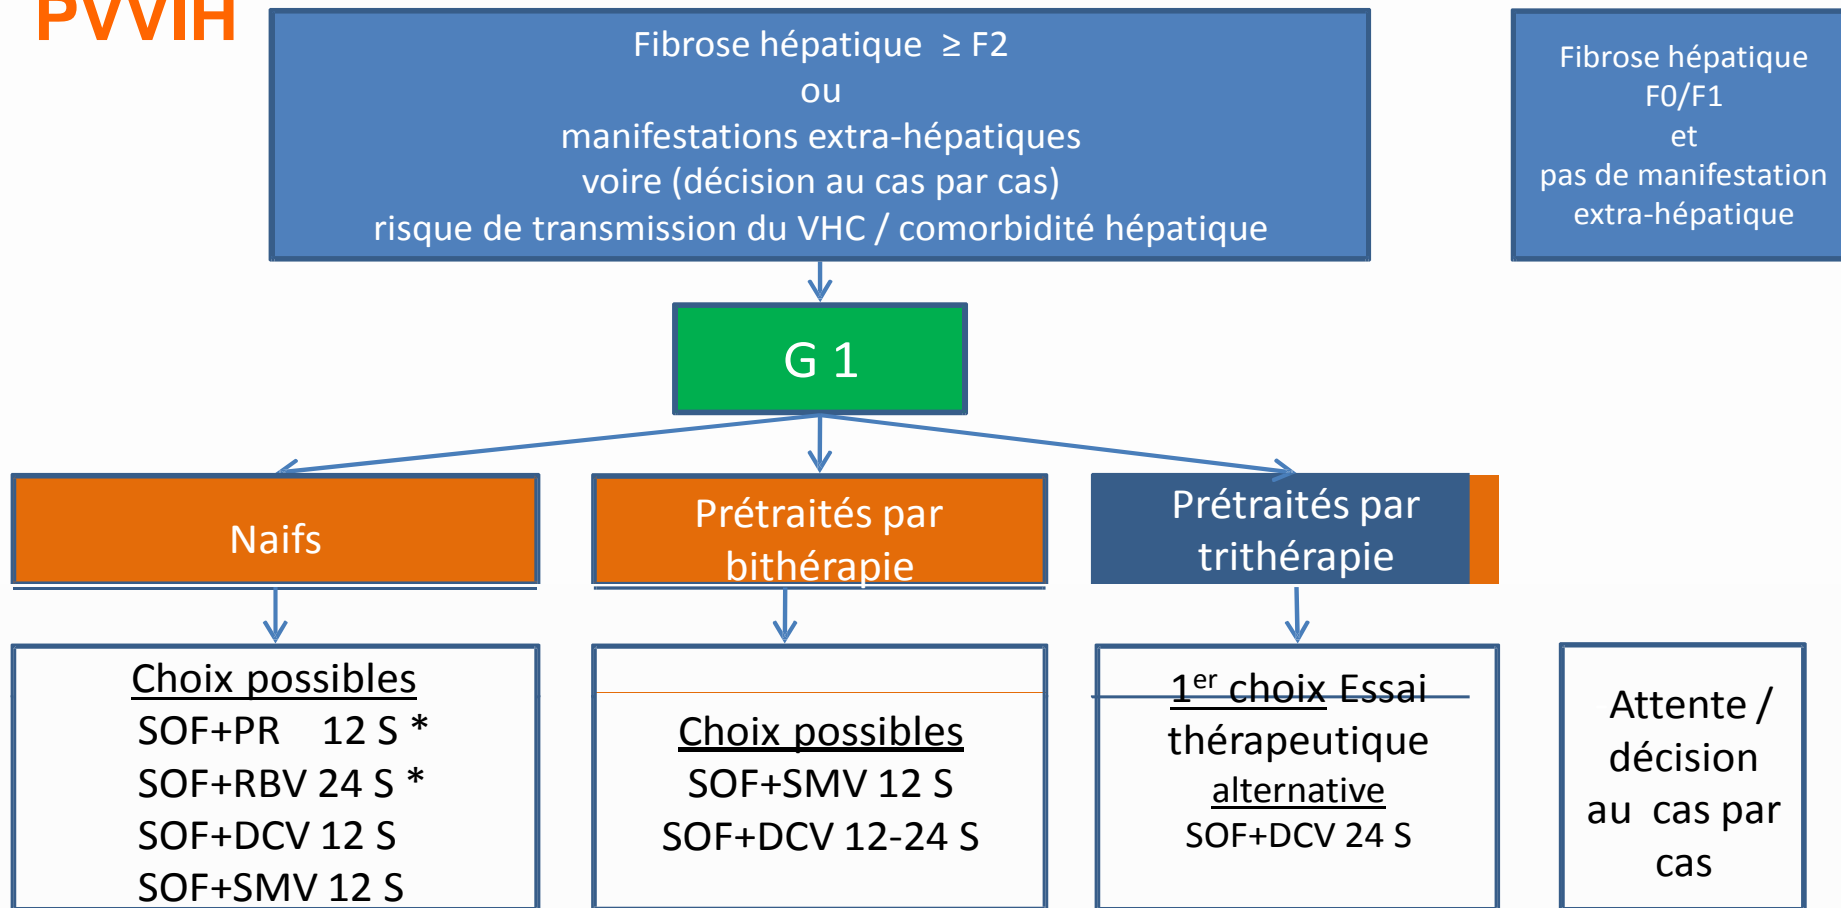 PVVIH
Fibrose hépatique ≥ F2
ou
manifestations extra-hépatiques
voire (décision au cas par cas)
risque de transmission du VHC / comorbidité hépatique
Fibrose hépatique
F0/F1
et
pas de manifestation
extra-hépatique
G 1
Naifs
Prétraités par
bithérapie
Prétraités par
trithérapie
Choix possibles
SOF+PR 12 S *
SOF+RBV 24 S *
SOF+DCV 12 S
SOF+SMV 12 S
Choix possibles
SOF+SMV 12 S
SOF+DCV 12-24 S
1er choix Essai
thérapeutique
alternative
SOF+DCV 24 S
Attente /
décision
au cas par
cas